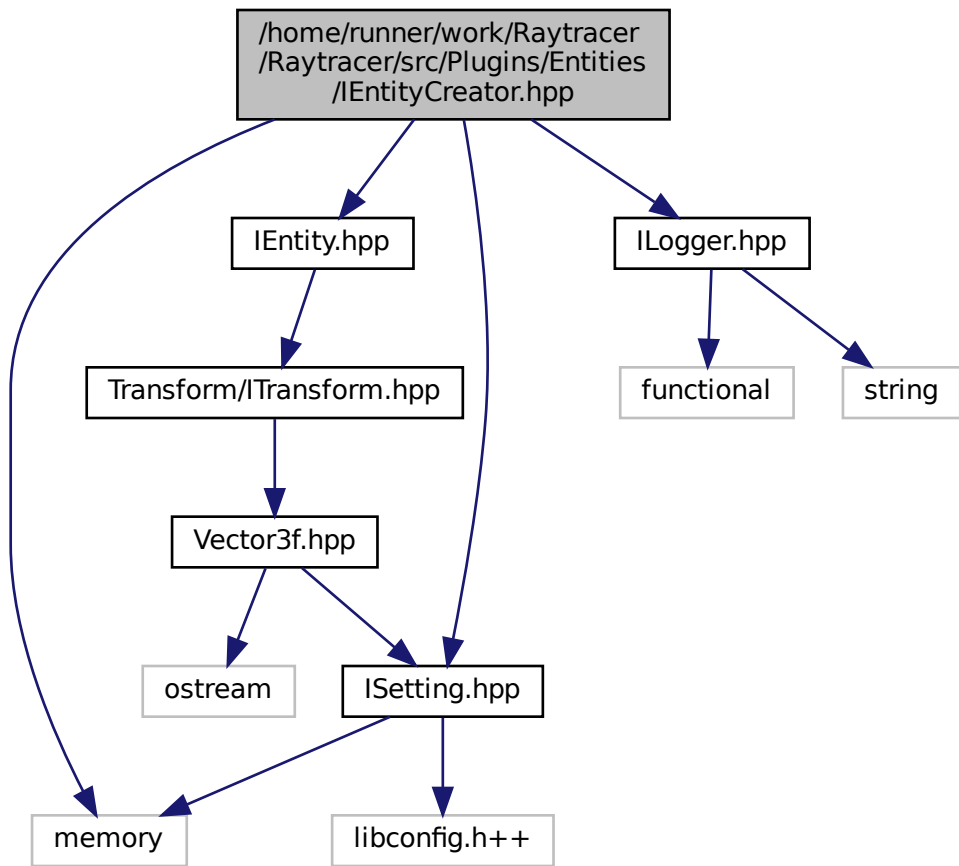 /home/runner/work/Raytracer
/Raytracer/src/Plugins/Entities
/IEntityCreator.hpp
IEntity.hpp
ILogger.hpp
Transform/ITransform.hpp
functional
string
Vector3f.hpp
ostream
ISetting.hpp
memory
libconfig.h++